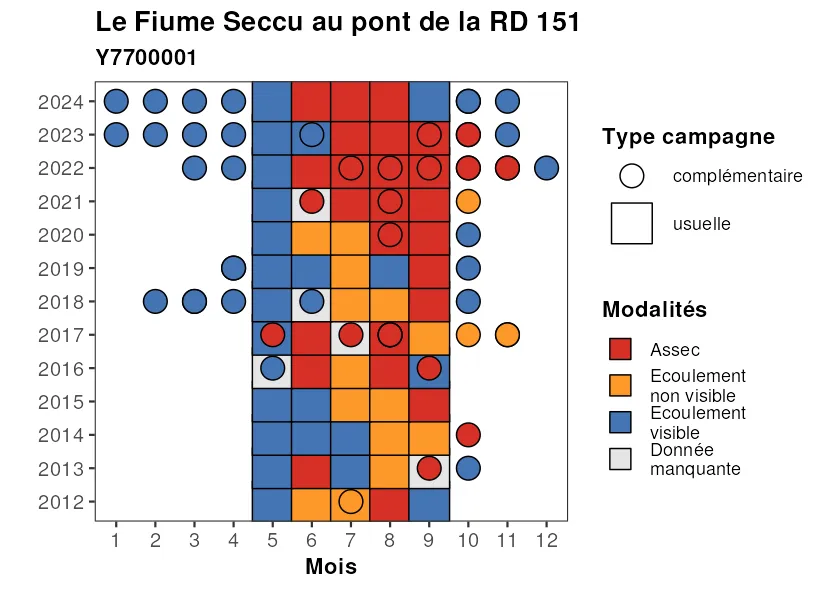 Le Fiume Seccu au pont de la RD 151
Y7700001
2024
2023
2022
2021
2020
2019
2018
2017
2016
2015
2014
2013
2012
1 2 3 4 5 6 7 8 9 10 11 12
Mois
Type campagne
complémentaire
usuelle
Modalités
Assec
Ecoulement
non visible
Ecoulement
visible
Donnée
manquante